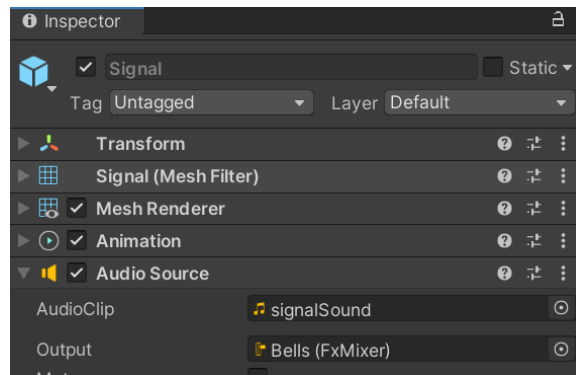 Inspector
Signal
Static
Tag Untagged Layer Default
Transform
Signal (Mesh Filter)
Mesh Renderer
Animation
Audio Source
AudioClip signalSound
Output Bells (FxMixer)